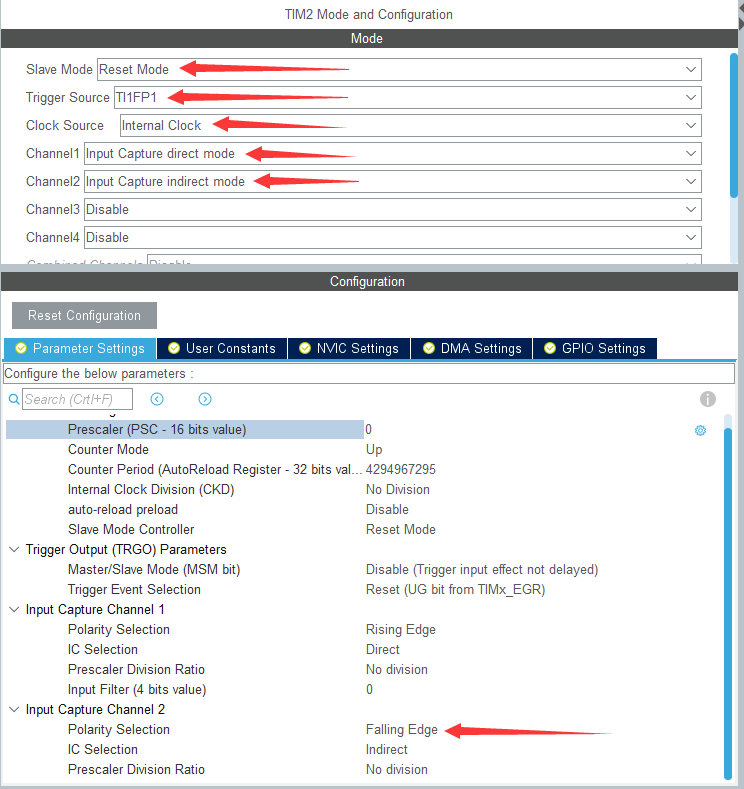 TIM2 Mode and Configuration
Mode
Slave Mode Reset Mode
Trigger Source TI1FP1
Clock Source Internal Clock
Channel1 Input Capture direct mode
Channel2 Input Capture indirect mode
Channel3 Disable
Channel4 Disable
Combined Channels Disable
Configuration
Reset Configuration
Parameter Settings User Constants NVIC Settings DMA Settings GPIO Settings
Configure the below parameters :
Search (Crtl+F)
Prescaler (PSC - 16 bits value) 0
Counter Mode Up
Counter Period (AutoReload Register - 32 bits val... 4294967295
Internal Clock Division (CKD) No Division
auto-reload preload Disable
Slave Mode Controller Reset Mode
Trigger Output (TRGO) Parameters
Master/Slave Mode (MSM bit) Disable (Trigger input effect not delayed)
Trigger Event Selection Reset (UG bit from TIMx_EGR)
Input Capture Channel 1
Polarity Selection Rising Edge
IC Selection Direct
Prescaler Division Ratio No division
Input Filter (4 bits value) 0
Input Capture Channel 2
Polarity Selection Falling Edge
IC Selection Indirect
Prescaler Division Ratio No division